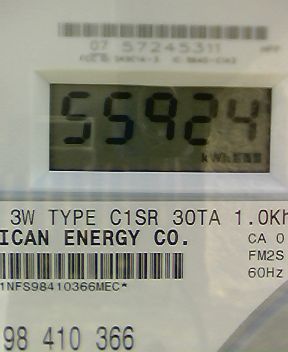 07 57245311
55924
kWh
3W TYPE C1SR 30TA 1.0Kh
ICAN ENERGY CO.
CA 0
FM2S
60Hz
1NFS98410366MEC*
98 410 366